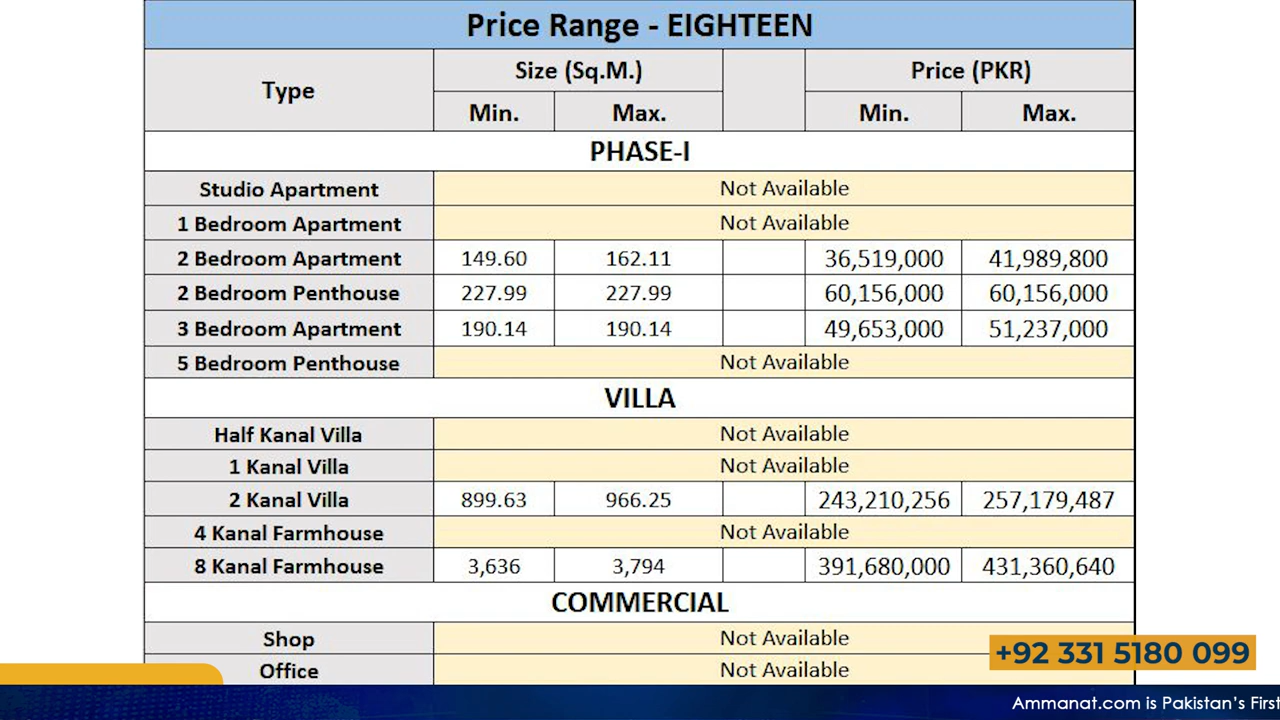 Price Range - EIGHTEEN
Type Size (Sq.M.) Price (PKR)
Min. Max. Min. Max.
PHASE-I
Studio Apartment Not Available
1 Bedroom Apartment Not Available
2 Bedroom Apartment 149.60 162.11 36,519,000 41,989,800
2 Bedroom Penthouse 227.99 227.99 60,156,000 60,156,000
3 Bedroom Apartment 190.14 190.14 49,653,000 51,237,000
5 Bedroom Penthouse Not Available
VILLA
Half Kanal Villa Not Available
1 Kanal Villa Not Available
2 Kanal Villa 899.63 966.25 243,210,256 257,179,487
4 Kanal Farmhouse Not Available
8 Kanal Farmhouse 3,636 3,794 391,680,000 431,360,640
COMMERCIAL
Shop Not Available
Office Not Available
+92 331 5180 099
Ammanat.com is Pakistan's First